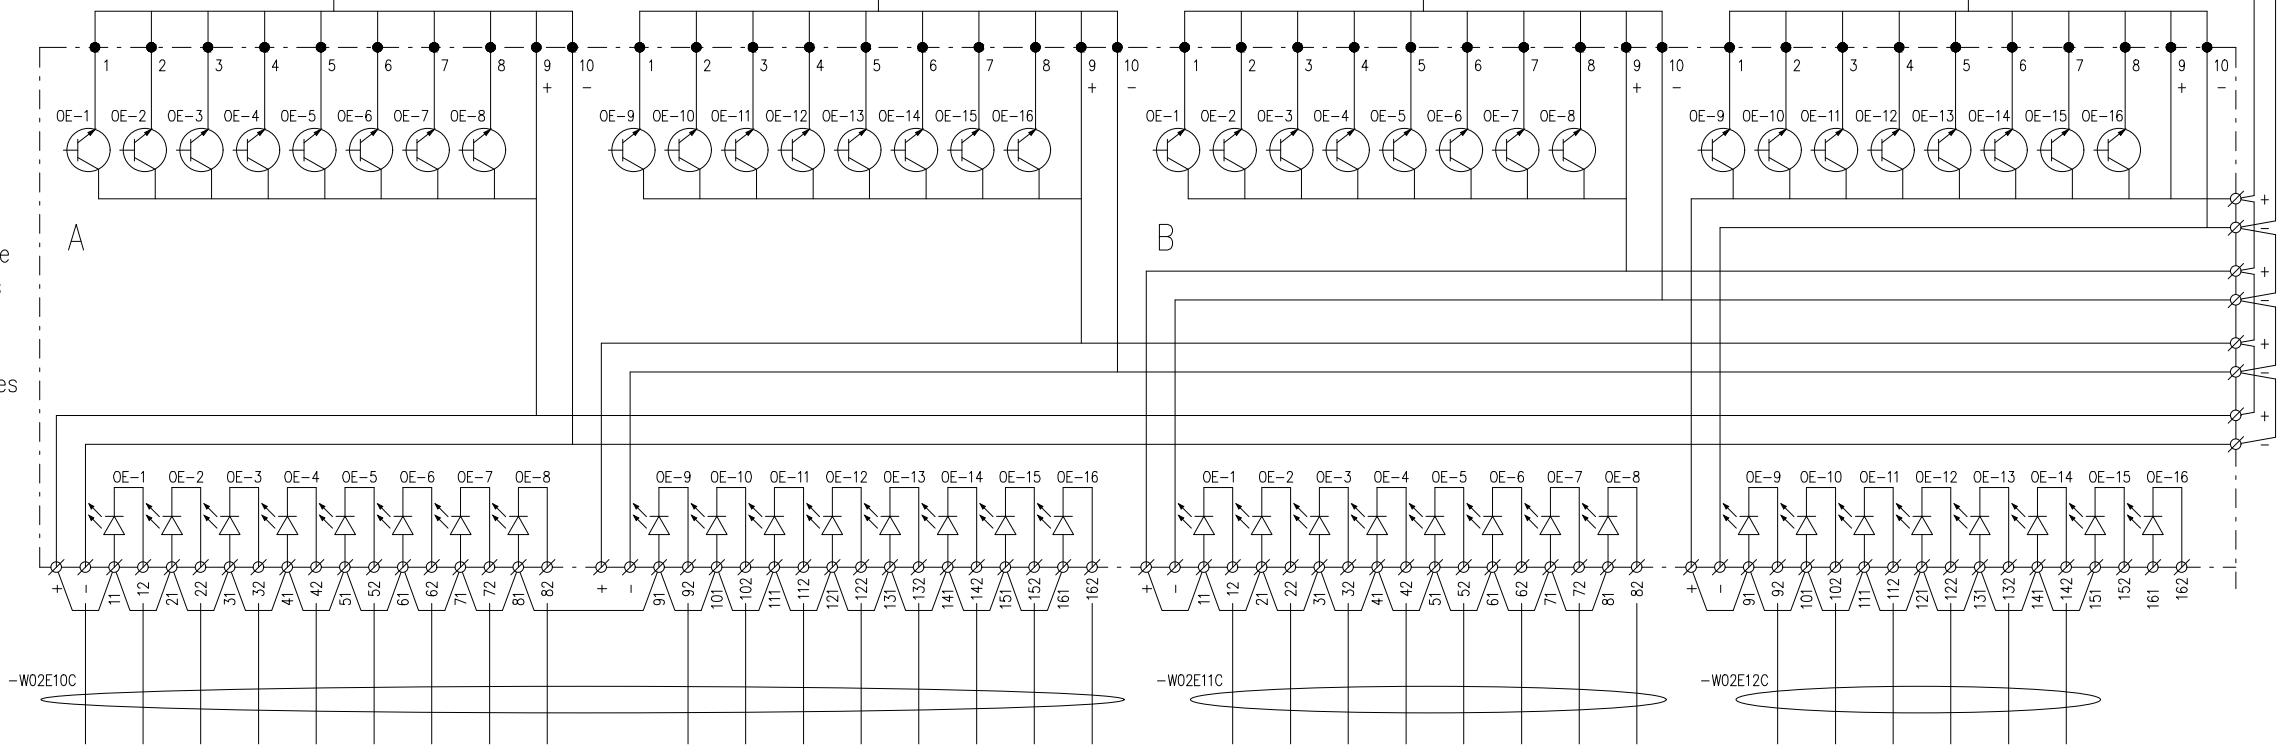 1 2 3 4 5 6 7 8 9 10 1 2 3 4 5 6 7 8 9 10 1 2 3 4 5 6 7 8 9 10 1 2 3 4 5 6 7 8 9 10
+ - + - + - + -
OE-1 OE-2 OE-3 OE-4 OE-5 OE-6 OE-7 OE-8 OE-9 OE-10 OE-11 OE-12 OE-13 OE-14 OE-15 OE-16 OE-1 OE-2 OE-3 OE-4 OE-5 OE-6 OE-7 OE-8 OE-9 OE-10 OE-11 OE-12 OE-13 OE-14 OE-15 OE-16
+
A B
-
e
+
s
-
+
-
es
+
-
OE-1 OE-2 OE-3 OE-4 OE-5 OE-6 OE-7 OE-8 OE-9 OE-10 OE-11 OE-12 OE-13 OE-14 OE-15 OE-16 OE-1 OE-2 OE-3 OE-4 OE-5 OE-6 OE-7 OE-8 OE-9 OE-10 OE-11 OE-12 OE-13 OE-14 OE-15 OE-16
+ - 11 12 21 22 31 32 41 42 51 52 61 62 71 72 81 82 + - 91 92 101 102 111 112 121 122 131 132 141 142 151 152 161 162 + - 11 12 21 22 31 32 41 42 51 52 61 62 71 72 81 82 + - 91 92 101 102 111 112 121 122 131 132 141 142 151 152 161 162
-W02E10C -W02E11C -W02E12C